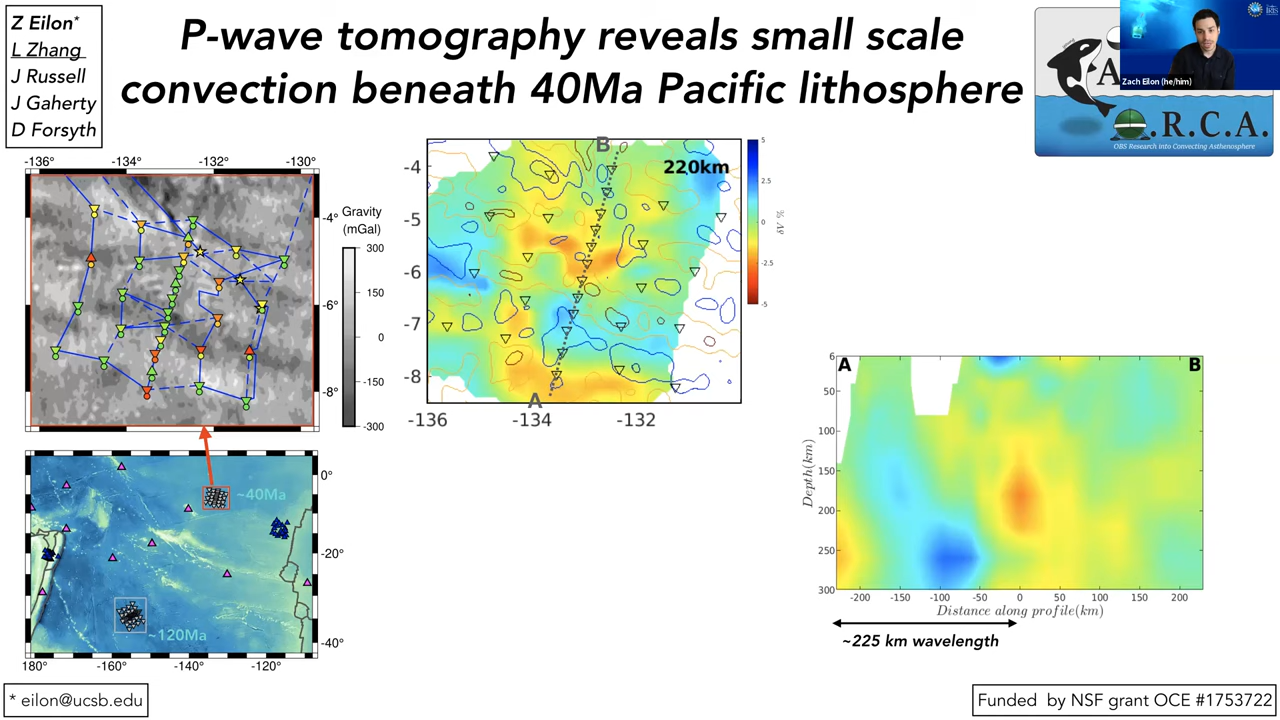 Z Eilon*
L Zhang
J Russell
J Gaherty
D Forsyth
P-wave tomography reveals small scale
convection beneath 40Ma Pacific lithosphere
Zach Eilon (he/him)
A
.R.C.A.
OBS Research into Convecting Asthenosphere
-136° -134° -132° -130°
-4°
-6°
-8°
Gravity
(mGal)
300
150
0
-150
-300
B
220km
-4
-5
-6
-7
-8
A
-136 -134 -132
5
2.5
0
-2.5
-5
% δV
~40Ma
~120Ma
0°
-20°
-40°
180° -160° -140° -120°
A B
6
50
100
150
200
250
300
Depth(km)
-200 -150 -100 -50 0 50 100 150 200
Distance along profile(km)
~225 km wavelength
* eilon@ucsb.edu
Funded by NSF grant OCE #1753722